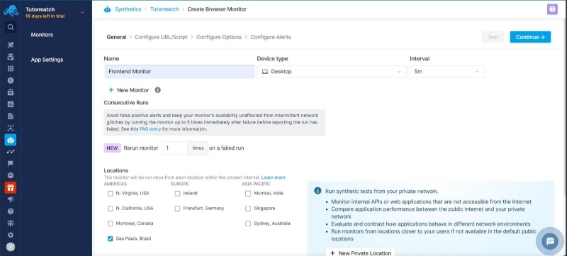 Tutormatch
15 days left in trial
Synthetics
Tutormatch
Create Browser Monitor
Monitors
App Settings
General > Configure URL/Script > Configure Options > Configure Alerts
Test
Continue →
Name
Device type
Interval
Frontend Monitor
Desktop
5m
+ New Monitor
Consecutive Runs
Avoid false positive alerts and keep your monitor's availability unaffected from intermittent network
glitches by running the monitor up to 5 times immediately after failure before reporting the run has
failed. See this FAQ entry for more information.
NEW Rerun monitor 1 times on a failed run
Locations
The monitor will be run once from each location within the chosen interval. Learn more
AMERICAS
EUROPE
ASIA PACIFIC
N. Virginia, USA
Ireland
Mumbai, India
N. California, USA
Frankfurt, Germany
Singapore
Montreal, Canada
Sydney, Australia
Sao Paulo, Brazil
Run synthetic tests from your private network.
• Monitor internal APIs or web applications that are not accessible from the Internet
• Compare application performance between the public internet and your private
network
• Evaluate and contrast how applications behave in different network environments
• Run monitors from locations closer to your users if not available in the default public
locations
+ New Private Location